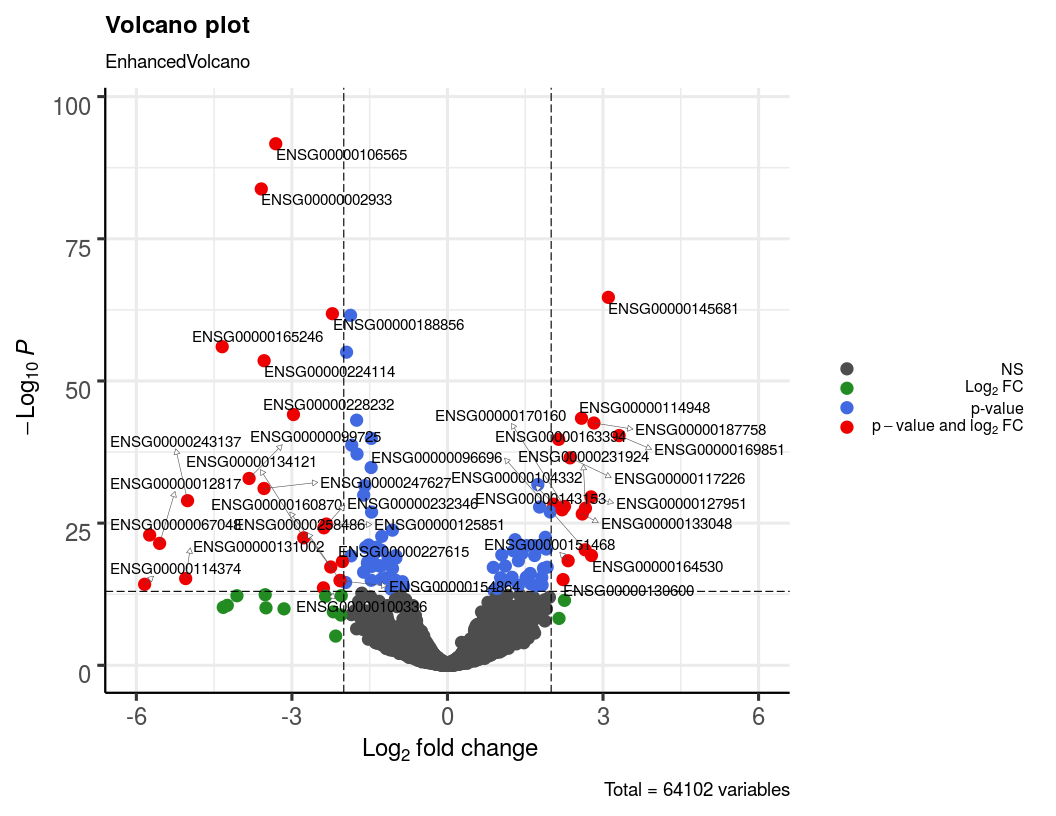 Volcano plot
EnhancedVolcano
100
75
50
25
0
−Log10 P
ENSG00000106565
ENSG00000002933
ENSG00000145681
ENSG00000188856
ENSG00000165246
ENSG00000224114
ENSG00000228232
ENSG00000114948
ENSG00000170160
ENSG00000187758
ENSG00000243137
ENSG00000099725
ENSG00000163394
ENSG00000169851
ENSG00000134121
ENSG00000096696
ENSG00000231924
ENSG00000012817
ENSG00000247627
ENSG00000104332
ENSG00000117226
ENSG00000160870
ENSG00000232346
ENSG00000143153
ENSG00000127951
ENSG00000067048
ENSG00000258486
ENSG00000125851
ENSG00000133048
ENSG00000131002
ENSG00000227615
ENSG00000151468
ENSG00000114374
ENSG00000164530
ENSG00000154864
ENSG00000130600
ENSG00000100336
-6 -3 0 3 6
Log2 fold change
NS
Log2 FC
p-value
p − value and log2 FC
Total = 64102 variables